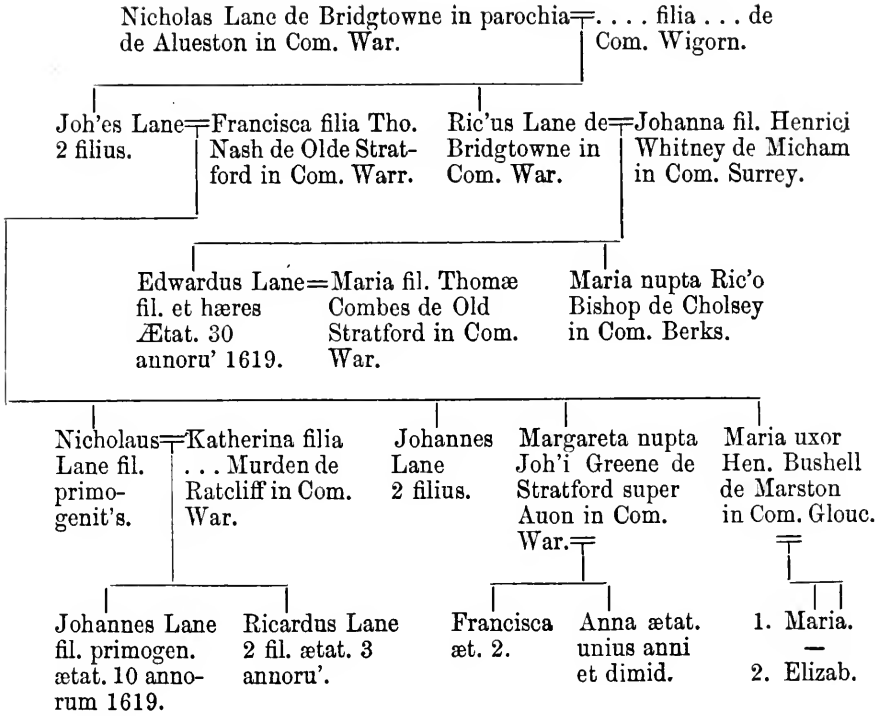 Nicholas Lane de Bridgtowne in parochia
de Alueston in Com. War.
. . . . filia . . . de
Com. Wigorn.
Joh'es Lane
2 filius.
Francisca filia Tho.
Nash de Olde Strat-
ford in Com. Warr.
Ric'us Lane de
Bridgtowne in
Com. War.
Johanna fil. Henrici
Whitney de Micham
in Com. Surrey.
Edwardus Lane
fil. et hæres
Ætat. 30
annoru' 1619.
Maria fil. Thomæ
Combes de Old
Stratford in Com.
War.
Maria nupta Ric'o
Bishop de Cholsey
in Com. Berks.
Nicholaus
Lane fil.
primo-
genit's.
Katherina filia
. . . Murden de
Ratcliff in Com.
War.
Johannes
Lane
2 filius.
Margareta nupta
Joh'i Greene de
Stratford super
Auon in Com.
War.
Maria uxor
Hen. Bushell
de Marston
in Com. Glouc.
Johannes Lane
fil. primogen.
ætat. 10 anno-
rum 1619.
Ricardus Lane
2 fil. ætat. 3
annoru'.
Francisca
æt. 2.
Anna ætat.
unius anni
et dimid.
1. Maria.
—
2. Elizab.